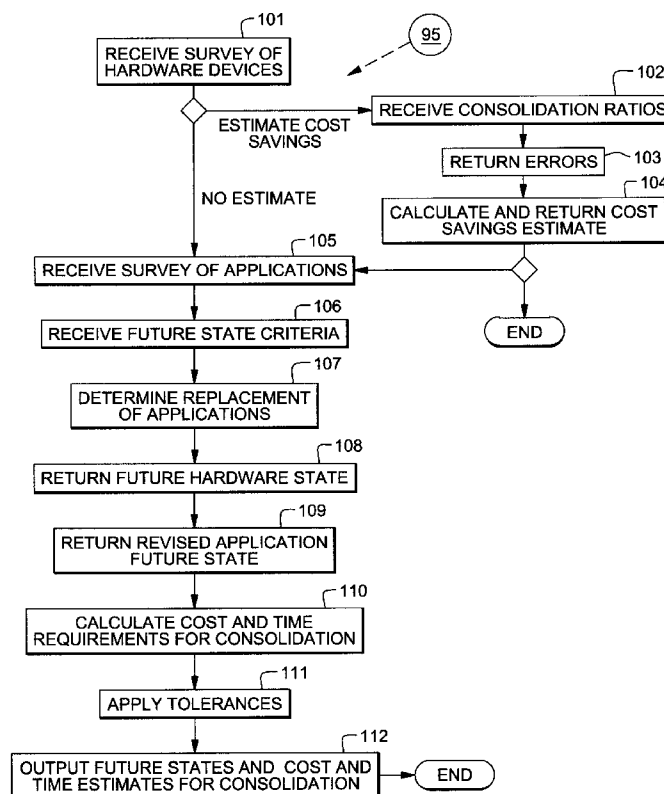 101
RECEIVE SURVEY OF
HARDWARE DEVICES
95
ESTIMATE COST
SAVINGS
102
RECEIVE CONSOLIDATION RATIOS
RETURN ERRORS
103
104
CALCULATE AND RETURN COST
SAVINGS ESTIMATE
NO ESTIMATE
105
RECEIVE SURVEY OF APPLICATIONS
END
106
RECEIVE FUTURE STATE CRITERIA
107
DETERMINE REPLACEMENT
OF APPLICATIONS
108
RETURN FUTURE HARDWARE STATE
109
RETURN REVISED APPLICATION
FUTURE STATE
110
CALCULATE COST AND TIME
REQUIREMENTS FOR CONSOLIDATION
111
APPLY TOLERANCES
112
OUTPUT FUTURE STATES AND COST AND
TIME ESTIMATES FOR CONSOLIDATION
END